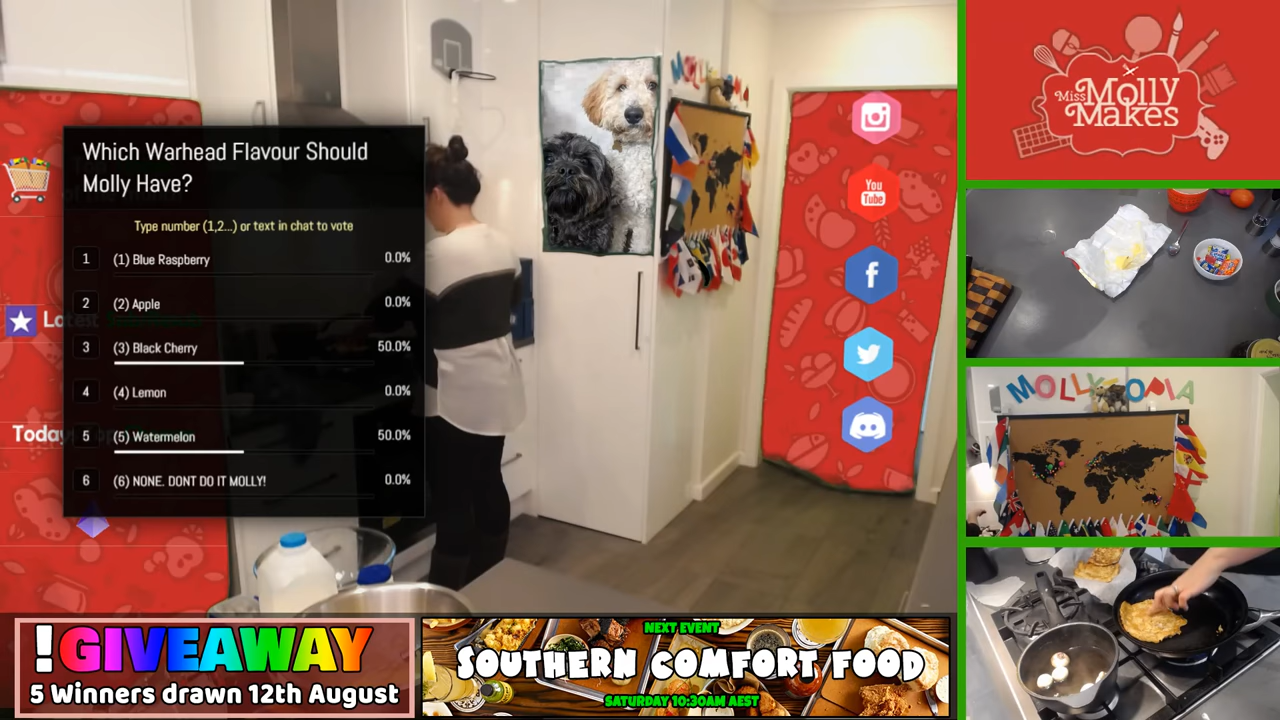 Which Warhead Flavour Should
Molly Have?
Type number (1,2...) or text in chat to vote
1 (1) Blue Raspberry 0.0%
2 (2) Apple 0.0%
3 (3) Black Cherry 50.0%
4 (4) Lemon 0.0%
5 (5) Watermelon 50.0%
6 (6) NONE. DONT DO IT MOLLY! 0.0%
Latest
Today
MOLLY
You
Tube
Miss Molly
Makes
MOLLYTOPIA
!GIVEAWAY
5 Winners drawn 12th August
NEXT EVENT
SOUTHERN COMFORT FOOD
SATURDAY 10:30AM AEST